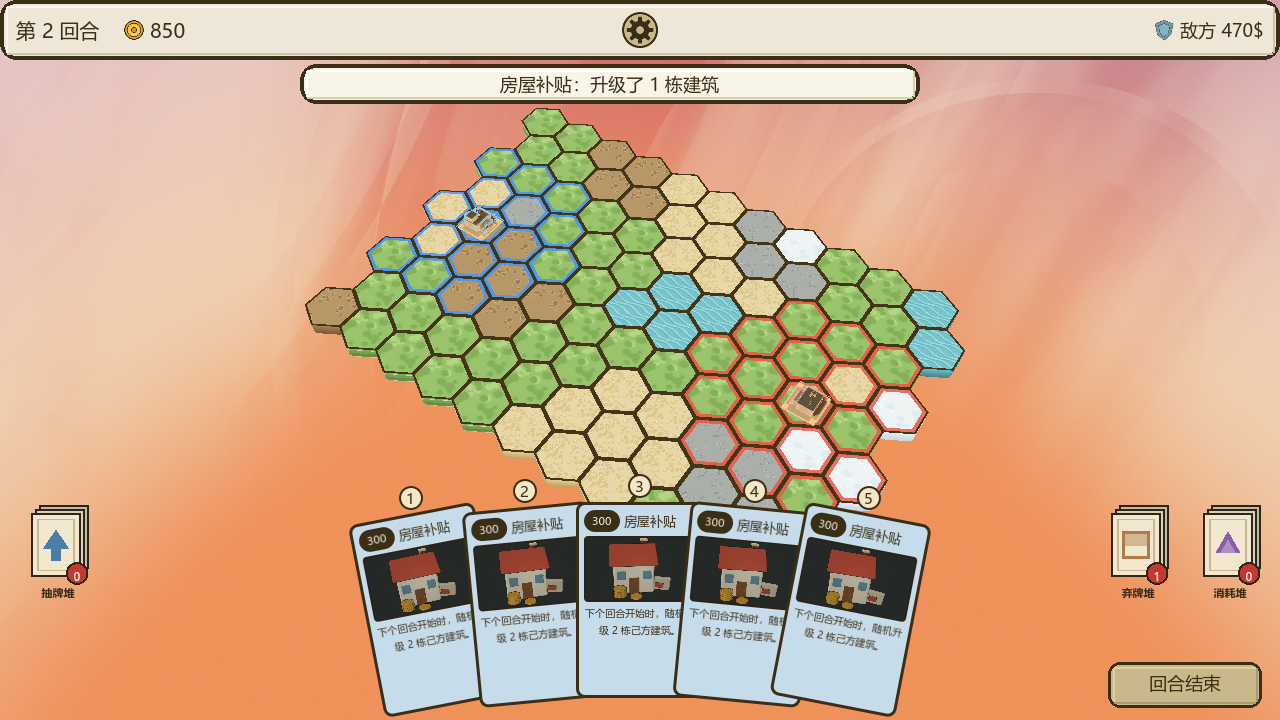 第 2 回合
850
敌方 470$
房屋补贴：升级了 1 栋建筑
1
2
3
4
5
300 房屋补贴
下个回合开始时，随机
级 2 栋己方建筑。
300 房屋补贴
下个回合开始时，随机
级 2 栋己方建筑。
300 房屋补贴
下个回合开始时，随
级 2 栋己方建筑。
300 房屋补贴
下个回合开始时，随
级 2 栋己方建筑。
300 房屋补贴
下个回合开始时，随机升
级 2 栋己方建筑。
0
抽牌堆
1
弃牌堆
0
消耗堆
回合结束